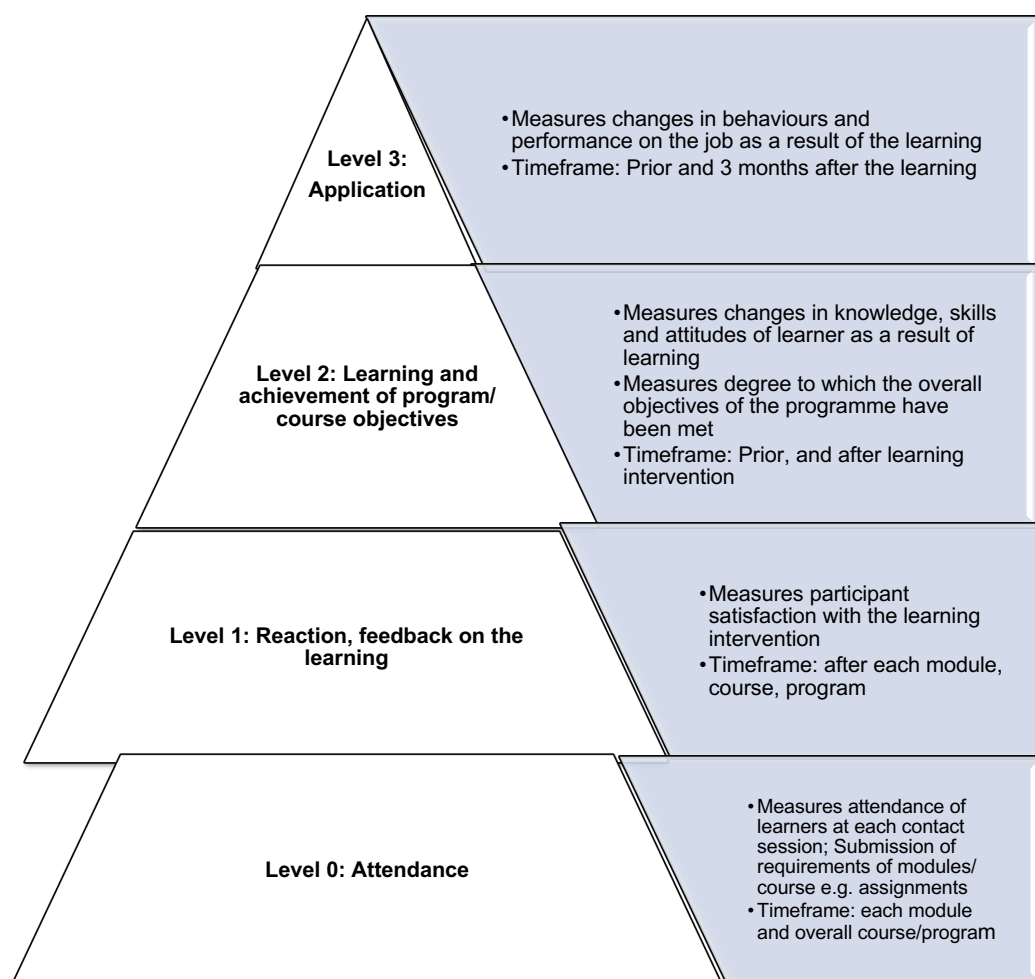 Level 3:
Application
•Measures changes in behaviours and
performance on the job as a result of the learning
•Timeframe: Prior and 3 months after the learning
Level 2: Learning and
achievement of program/
course objectives
•Measures changes in knowledge, skills
and attitudes of learner as a result of
learning
•Measures degree to which the overall
objectives of the programme have
been met
•Timeframe: Prior, and after learning
intervention
Level 1: Reaction, feedback on the
learning
•Measures participant
satisfaction with the learning
intervention
•Timeframe: after each module,
course, program
Level 0: Attendance
•Measures attendance of
learners at each contact
session; Submission of
requirements of modules/
course e.g. assignments
•Timeframe: each module
and overall course/program